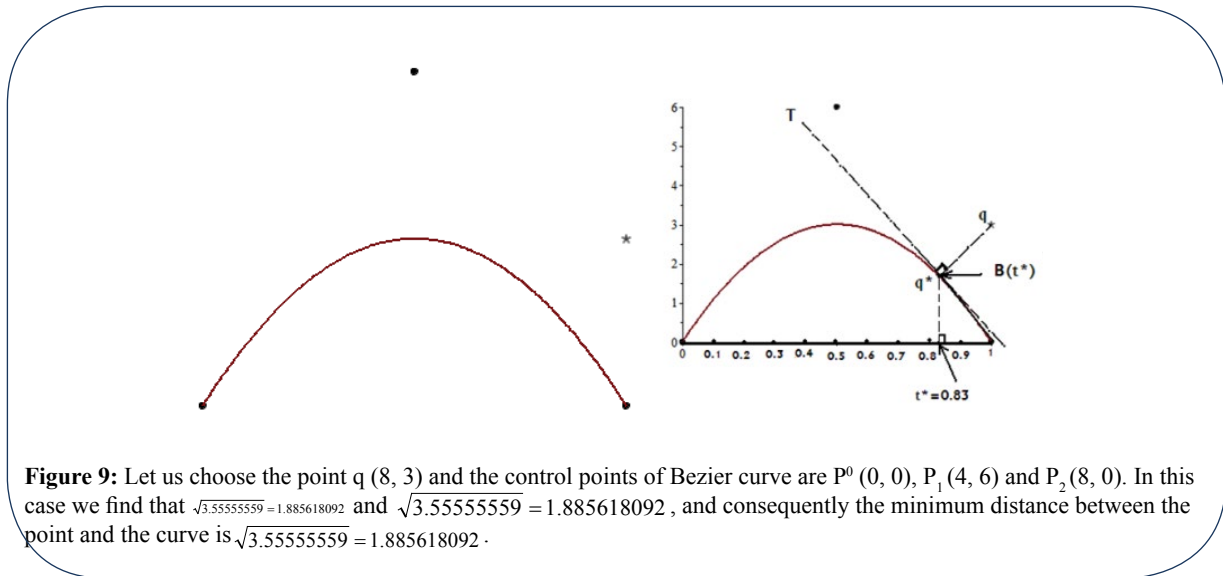 6
T
5
4
3
q
*
*
2
B(t*)
q*
1
0
0 0.1 0.2 0.3 0.4 0.5 0.6 0.7 0.8 0.9 1
t*=0.83
Figure 9: Let us choose the point q (8, 3) and the control points of Bezier curve are P⁰ (0, 0), P₁(4, 6) and P₂(8, 0). In this
case we find that √3.55555559 = 1.885618092 and √3.55555559 = 1.885618092 , and consequently the minimum distance between the
point and the curve is √3.55555559 = 1.885618092 .